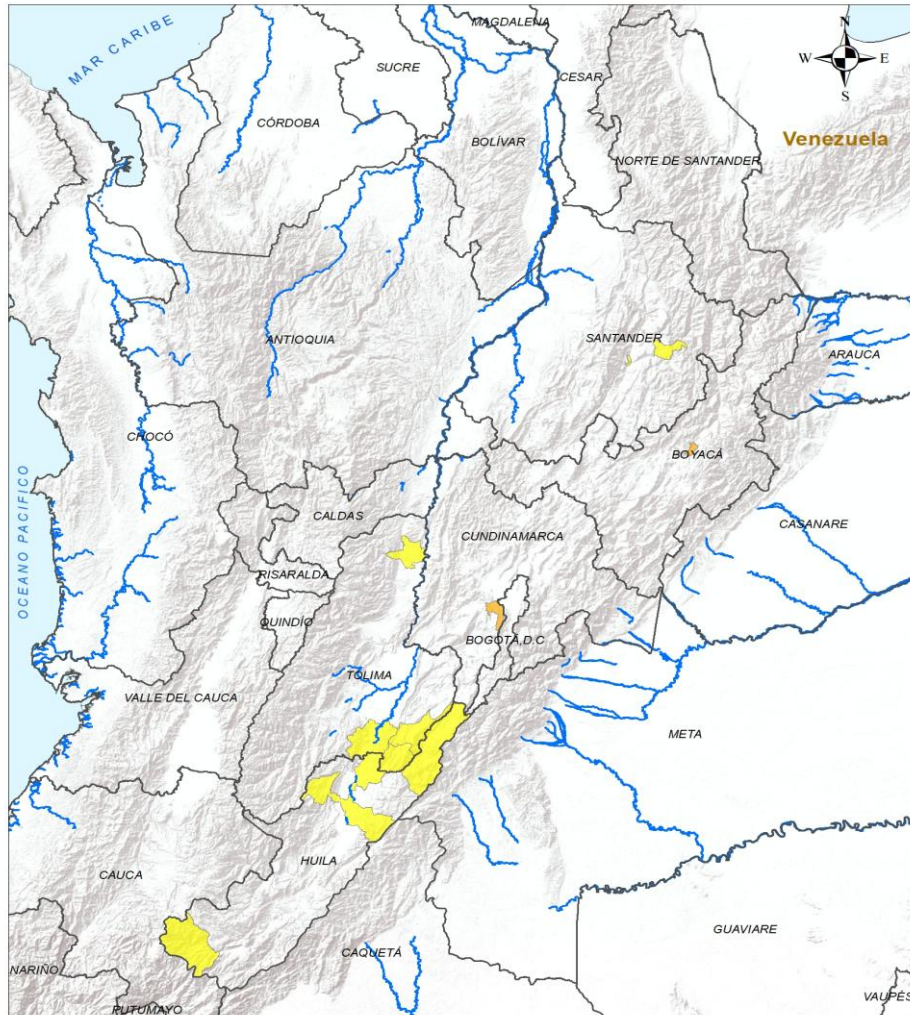 MAGDALENA
N
MAR CARIBE
W
E
SUCRE
CESAR
S
CÓRDOBA
BOLÍVAR
Venezuela
NORTE DE SANTANDER
ANTIOQUIA
SANTANDER
ARAUCA
CHOCÓ
BOYACÁ
OCEANO PACIFICO
CALDAS
CASANARE
CUNDINAMARCA
RISARALDA
QUINDÍO
BOGOTÁ,D.C
TOLIMA
VALLE DEL CAUCA
META
HUILA
CAUCA
GUAVIARE
CAQUETÁ
NARIÑO
VAUPÉS
PUTUMAYO